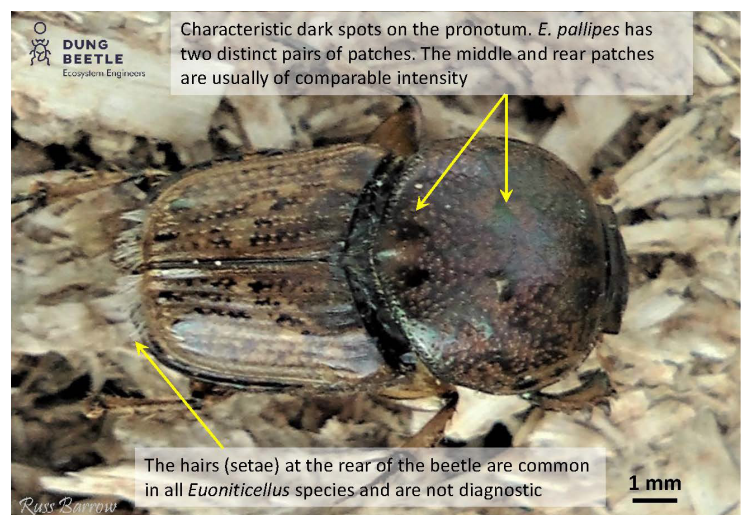 DUNG
BEETLE
Ecosystem Engineers
Characteristic dark spots on the pronotum. E. pallipes has
two distinct pairs of patches. The middle and rear patches
are usually of comparable intensity
The hairs (setae) at the rear of the beetle are common
in all Euoniticellus species and are not diagnostic
1 mm
Russ Barrow